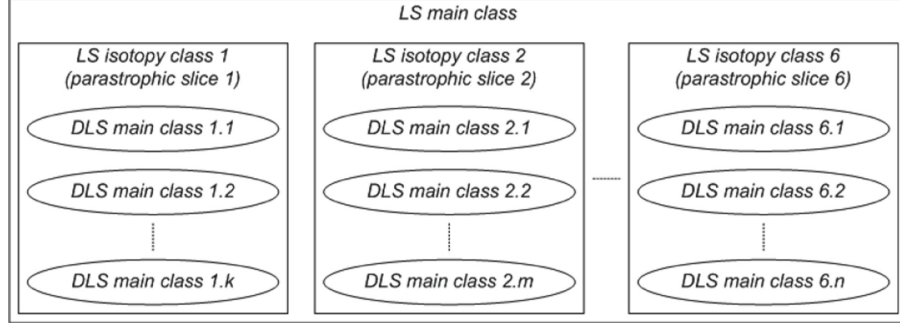 LS main class
LS isotopy class 1
(parastrophic slice 1)
DLS main class 1.1
DLS main class 1.2
DLS main class 1.k
LS isotopy class 2
(parastrophic slice 2)
DLS main class 2.1
DLS main class 2.2
DLS main class 2.m
LS isotopy class 6
(parastrophic slice 6)
DLS main class 6.1
DLS main class 6.2
DLS main class 6.n